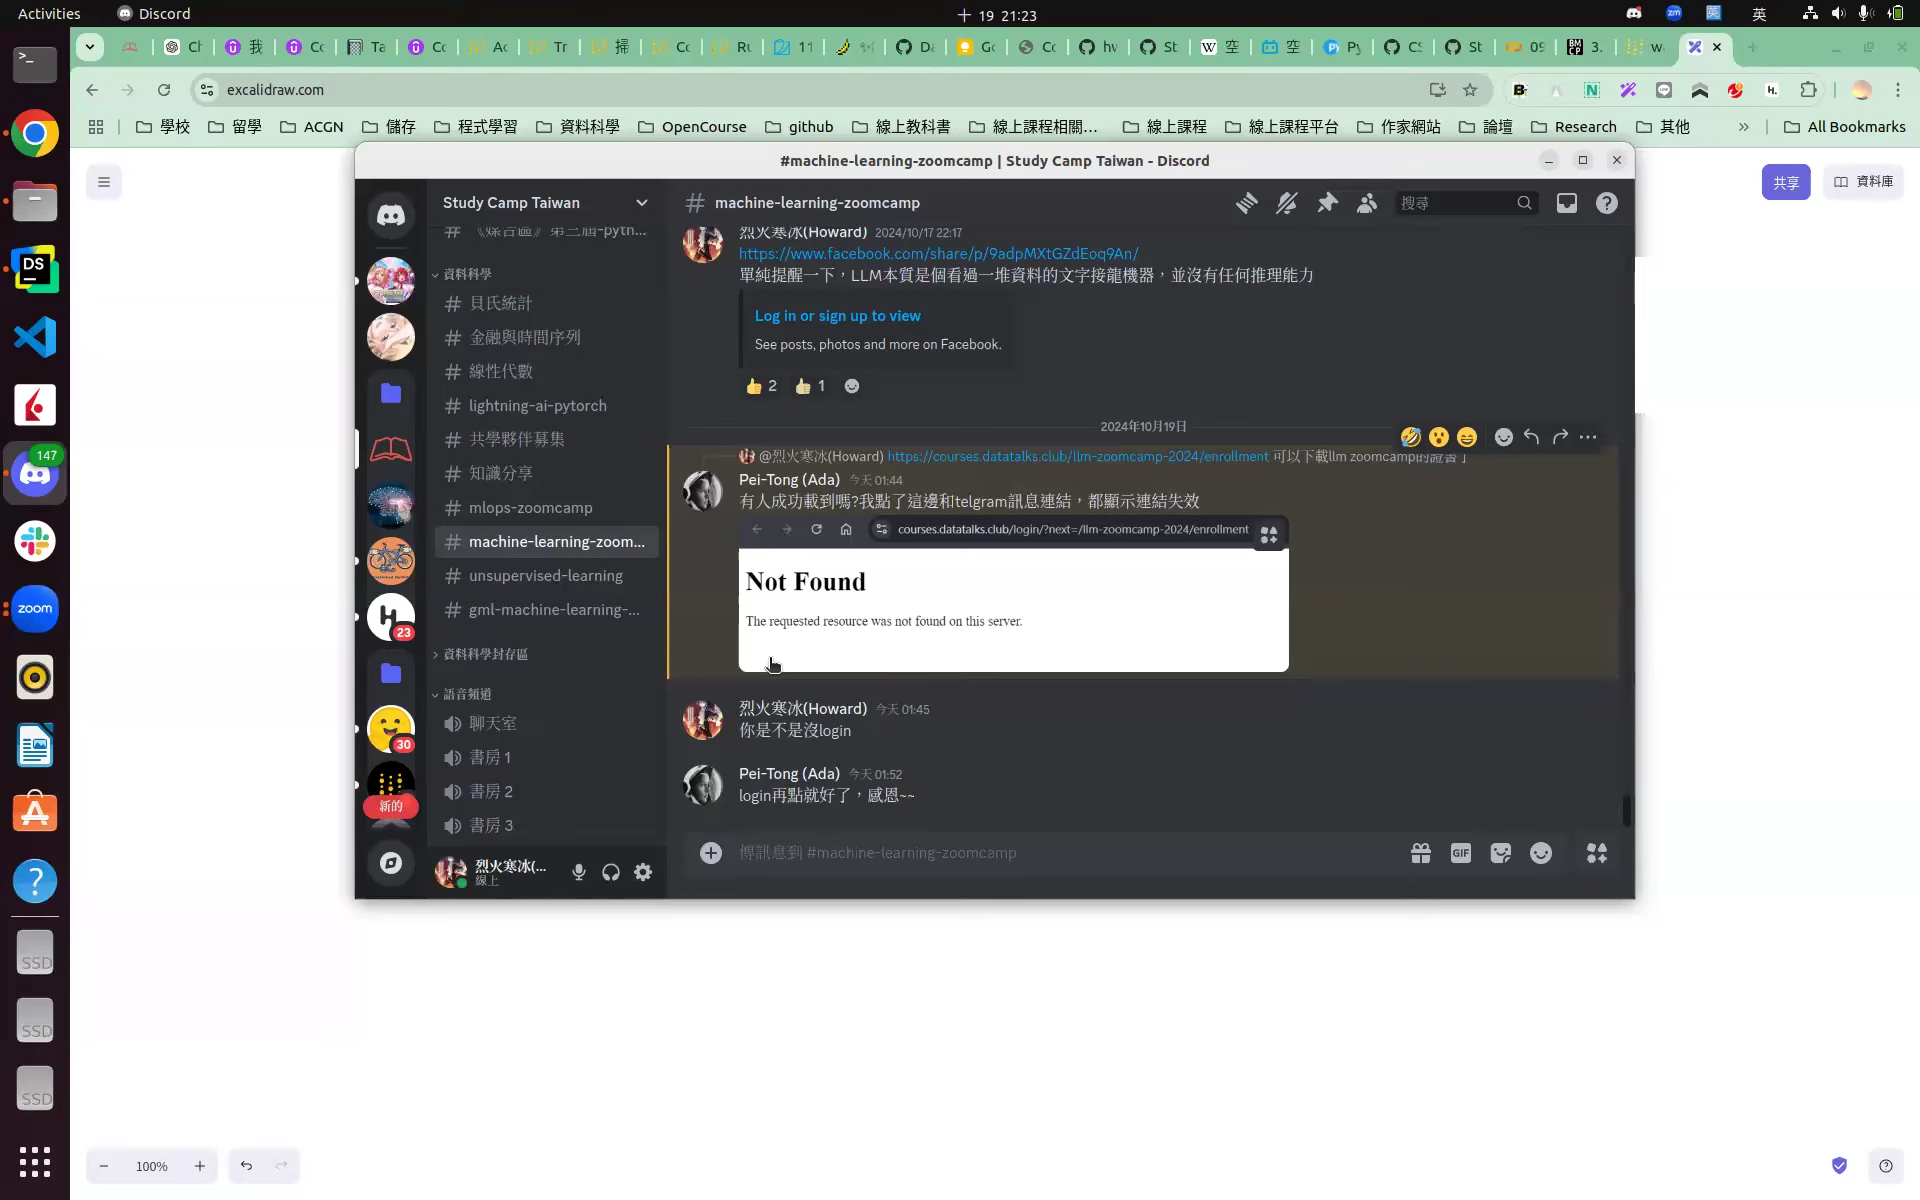 Activities
Discord
十 19 21:23
zm
英
英
我
11
空
空
3.
excalidraw.com
學校
留學
ACGN
儲存
程式學習
資料科學
OpenCourse
github
線上教科書
線上課程相關...
線上課程
線上課程平台
作家網站
論壇
Research
其他
All Bookmarks
#machine-learning-zoomcamp | Study Camp Taiwan - Discord
共享
資料庫
Study Camp Taiwan
# machine-learning-zoomcamp
搜尋
資料科學
# 貝氏統計
# 金融與時間序列
# 線性代數
# lightning-ai-pytorch
# 共學夥伴募集
# 知識分享
# mlops-zoomcamp
# machine-learning-zoom...
# unsupervised-learning
# gml-machine-learning-...
資料科學封存區
語音頻道
聊天室
書房 1
書房 2
書房 3
烈火寒冰(Howard) 2024/10/17 22:17
https://www.facebook.com/share/p/9adpMXtGZdEoq9An/
單純提醒一下，LLM本質是個看過一堆資料的文字接龍機器，並沒有任何推理能力
Log in or sign up to view
See posts, photos and more on Facebook.
2
1
2024年10月19日
@烈火寒冰(Howard) https://courses.datatalks.club/llm-zoomcamp-2024/enrollment 可以下載llm zoomcamp的證書了
Pei-Tong (Ada) 今天 01:44
有人成功載到嗎?我點了這邊和telgram訊息連結，都顯示連結失效
courses.datatalks.club/login/?next=/llm-zoomcamp-2024/enrollment
Not Found
The requested resource was not found on this server.
烈火寒冰(Howard) 今天 01:45
你是不是沒login
Pei-Tong (Ada) 今天 01:52
login再點就好了，感恩~~
傳訊息到 #machine-learning-zoomcamp
GIF
烈火寒冰(...
線上
新的
23
30
DS
147
zoom
SSD
SSD
SSD
100%